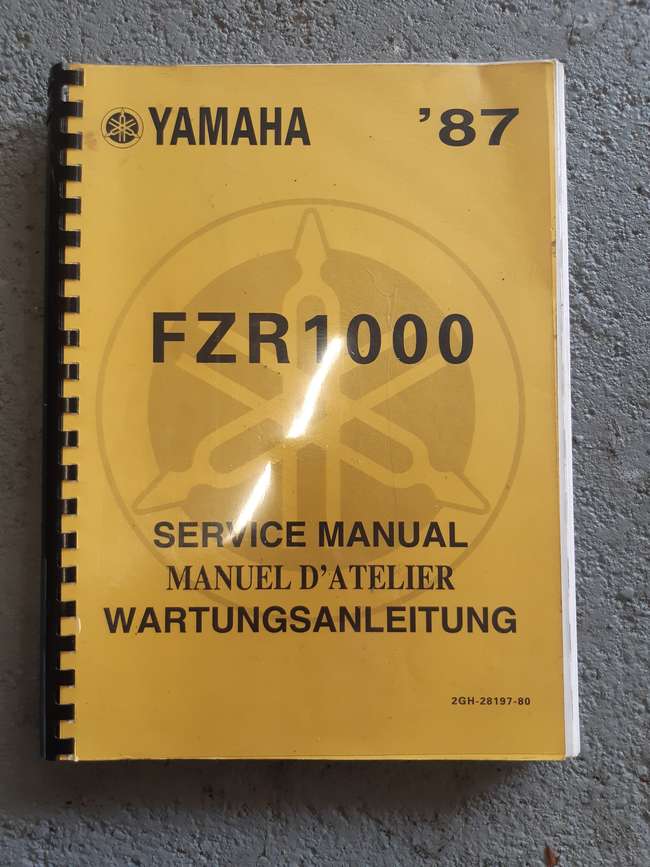 YAMAHA '87
FZR1000
SERVICE MANUAL
MANUEL D'ATELIER
WARTUNGSANLEITUNG
2GH-28197-80